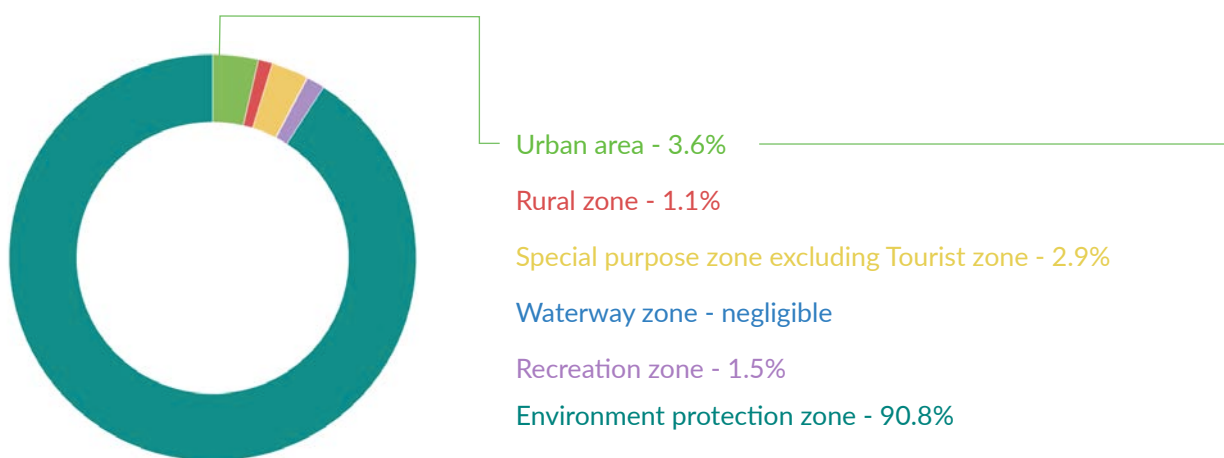 Urban area - 3.6%
Rural zone - 1.1%
Special purpose zone excluding Tourist zone - 2.9%
Waterway zone - negligible
Recreation zone - 1.5%
Environment protection zone - 90.8%